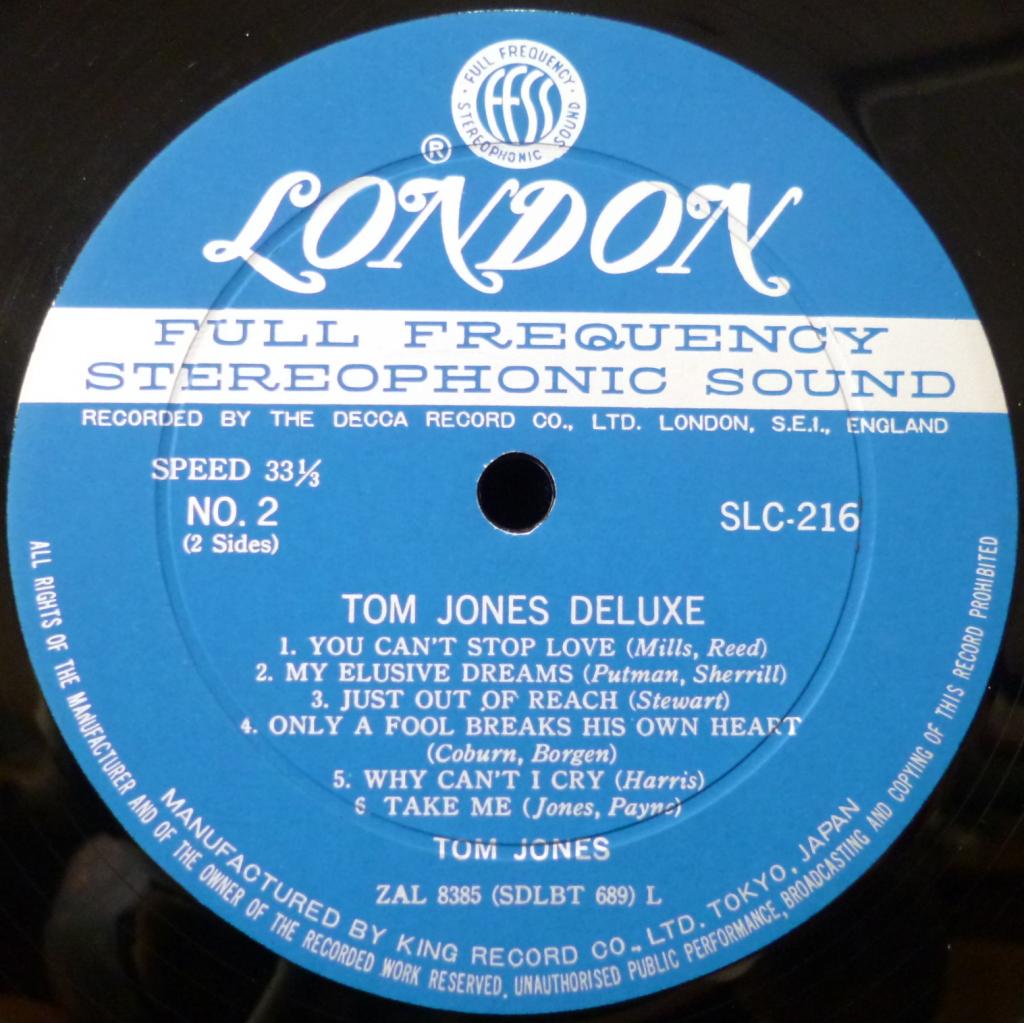 FULL FREQUENCY
FFSS
STEREOPHONIC SOUND
®
LONDON
FULL FREQUENCY
STEREOPHONIC SOUND
RECORDED BY THE DECCA RECORD CO., LTD. LONDON, S.E.1., ENGLAND
SPEED 33⅓
NO. 2
(2 Sides)
SLC-216
TOM JONES DELUXE
1. YOU CAN'T STOP LOVE (Mills, Reed)
2. MY ELUSIVE DREAMS (Putman, Sherrill)
3. JUST OUT OF REACH (Stewart)
4. ONLY A FOOL BREAKS HIS OWN HEART
(Coburn, Borgen)
5. WHY CAN'T I CRY (Harris)
6 TAKE ME (Jones, Payne)
TOM JONES
ZAL 8385 (SDLBT 689) L
MANUFACTURED BY KING RECORD CO., LTD. TOKYO, JAPAN
ALL RIGHTS OF THE MANUFACTURER AND OF THE OWNER OF THE RECORDED WORK RESERVED. UNAUTHORISED PUBLIC PERFORMANCE, BROADCASTING AND COPYING OF THIS RECORD PROHIBITED